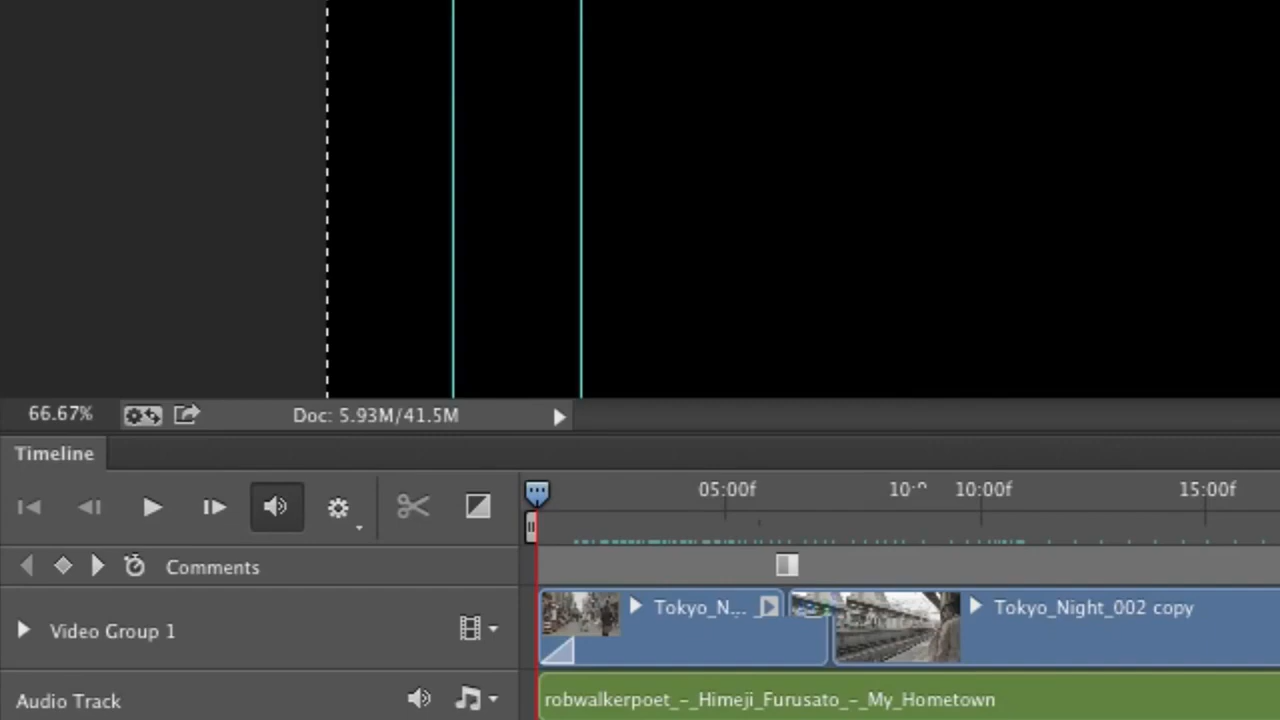 66.67%
Doc: 5.93M/41.5M
Timeline
05:00f
10:00f
15:00f
Comments
Video Group 1
Tokyo_N...
Tokyo_Night_002 copy
Audio Track
robwalkerpoet_-_Himeji_Furusato_-_My_Hometown